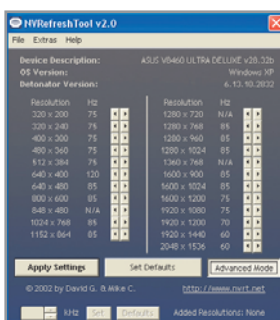 NVRefreshTool v2.0
File Extras Help
Device Description: ASUS V8460 ULTRA DELUXE v28.32b
OS Version: Windows XP
Detonator Version: 6.13.10.2832
Resolution Hz Resolution Hz
320 x 200 75 1280 x 720 N/A
320 x 240 75 1280 x 768 85
400 x 300 75 1280 x 960 85
480 x 360 75 1280 x 1024 85
512 x 384 75 1360 x 768 N/A
640 x 400 120 1600 x 900 85
640 x 480 85 1600 x 1024 85
800 x 600 85 1600 x 1200 75
848 x 480 N/A 1920 x 1080 75
1024 x 768 85 1920 x 1200 70
1152 x 864 85 1920 x 1440 60
2048 x 1536 60
Apply Settings Set Defaults Advanced Mode
© 2002 by David G. & Mike C. http://www.nvrt.net
kHz Set Defaults Added Resolutions: None